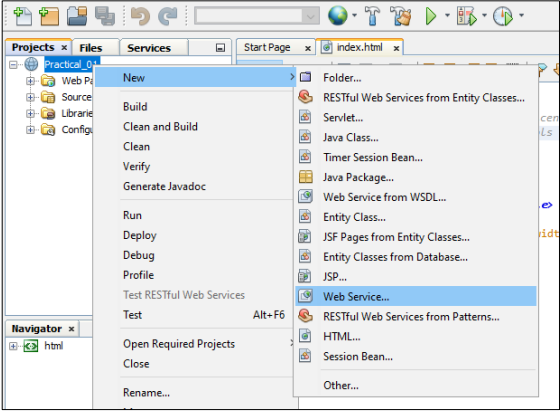 Projects × Files Services
Start Page × index.html ×
Practical_01
Web Pa
Source
Librarie
Configu
New
Build
Clean and Build
Clean
Verify
Generate Javadoc
Run
Deploy
Debug
Profile
Test RESTful Web Services
Test Alt+F6
Open Required Projects
Close
Rename...
Folder...
RESTful Web Services from Entity Classes...
Servlet...
Java Class...
Timer Session Bean...
Java Package...
Web Service from WSDL...
Entity Class...
JSF Pages from Entity Classes...
Entity Classes from Database...
JSP...
Web Service...
RESTful Web Services from Patterns...
HTML...
Session Bean...
Other...
cen
ls
e>
widt
Navigator ×
html